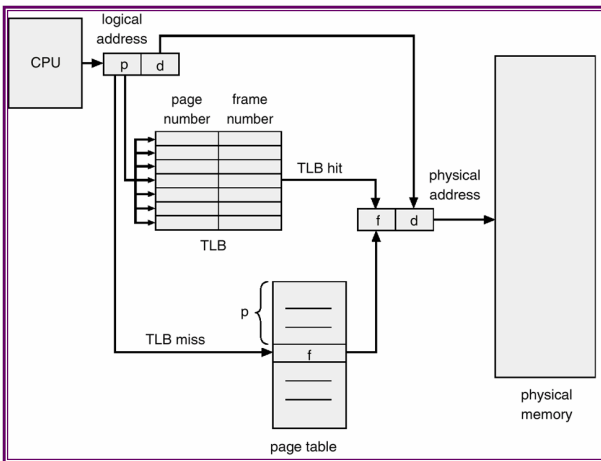 logical
address
CPU
p d
page frame
number number
TLB hit
physical
address
f d
TLB
p
TLB miss
f
physical
memory
page table